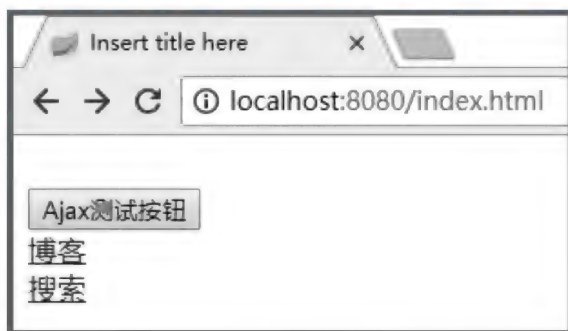 Insert title here
localhost:8080/index.html
Ajax测试按钮
博客
搜索